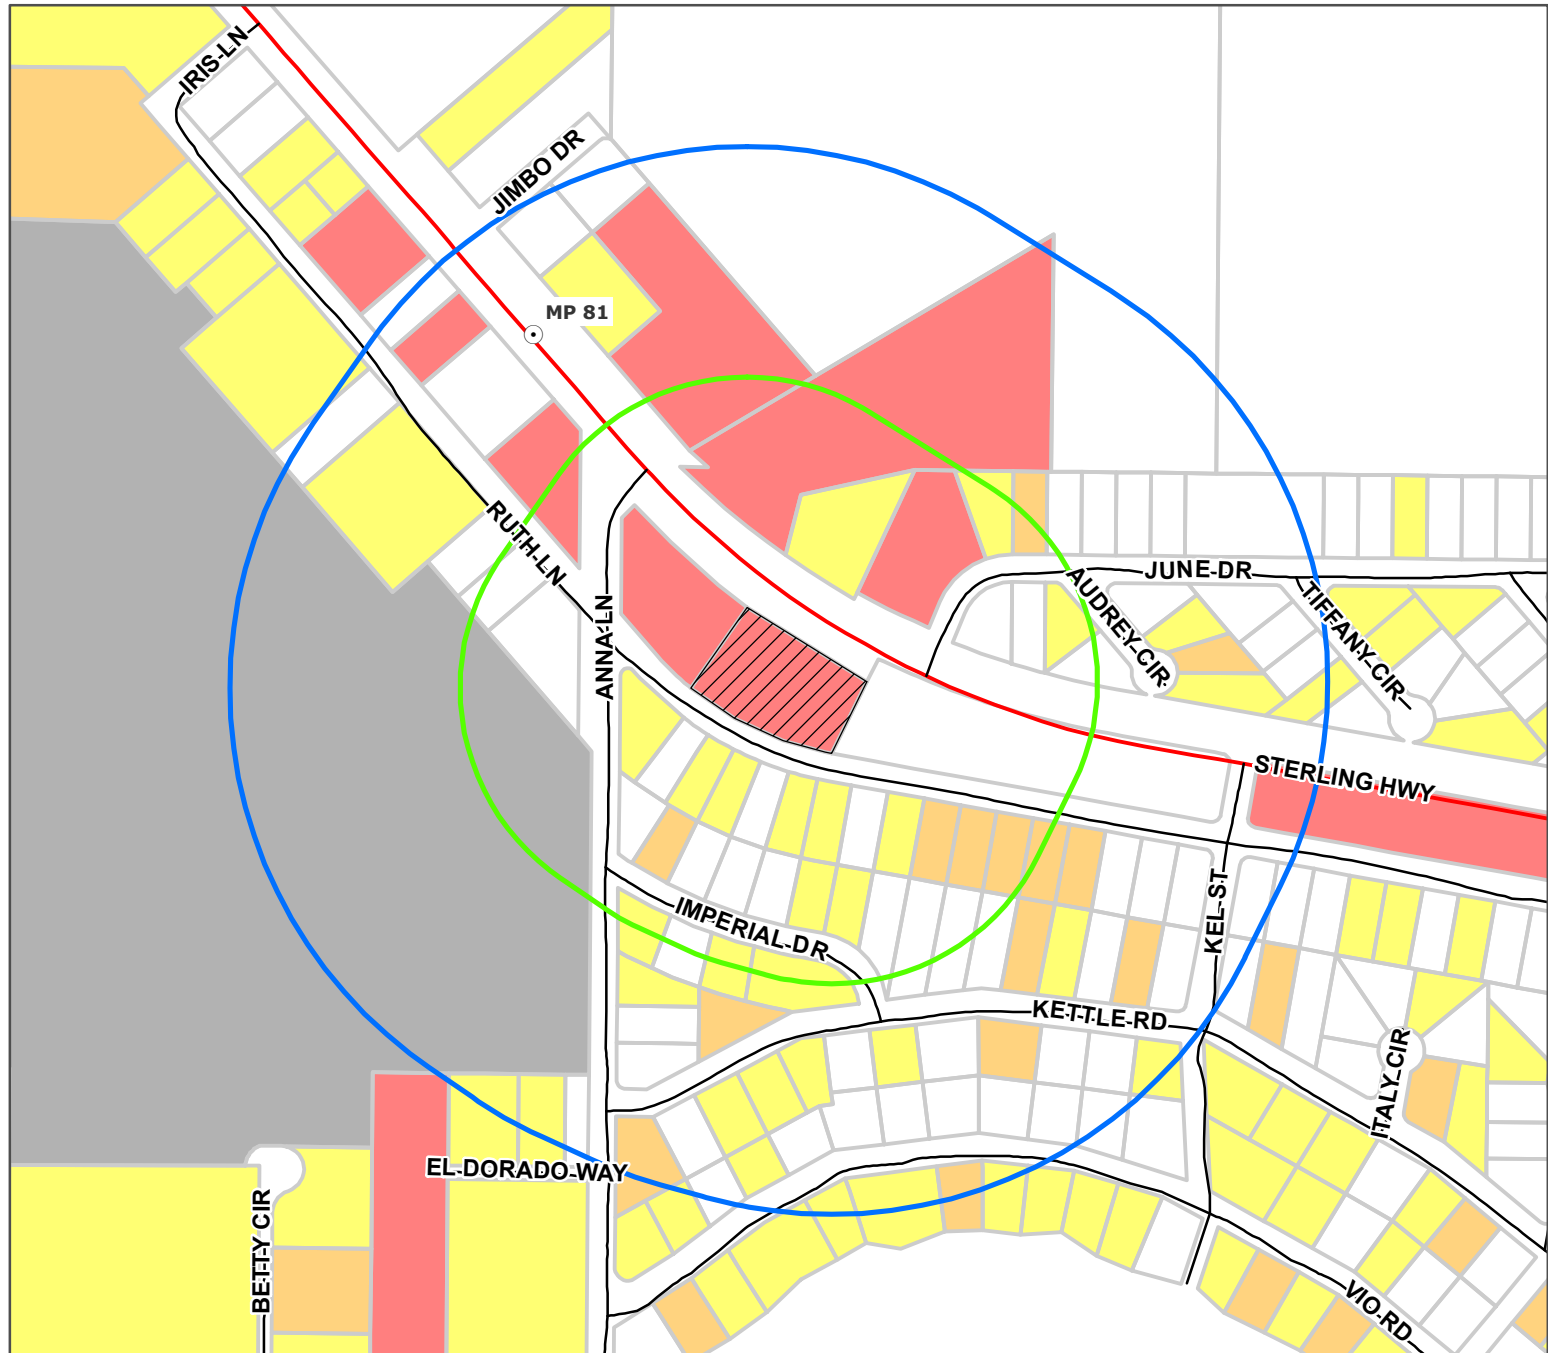 IRIS LN
JIMBO DR
MP 81
RUTH LN
ANNA LN
JUNE DR
AUDREY CIR
TIFFANY CIR
STERLING HWY
KEL ST
IMPERIAL DR
KETTLE RD
ITALY CIR
EL DORADO WAY
BETTY CIR
VIO RD